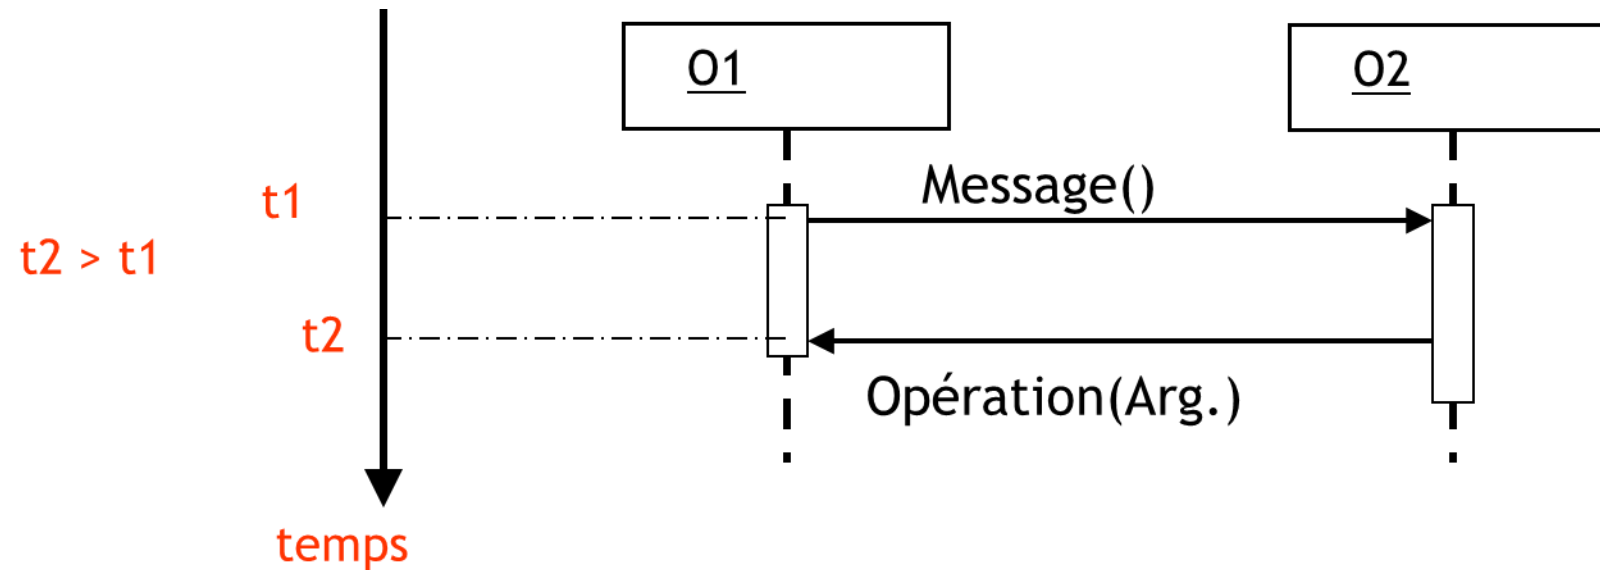 O1
O2
Message()
t1
t2 > t1
t2
Opération(Arg.)
temps